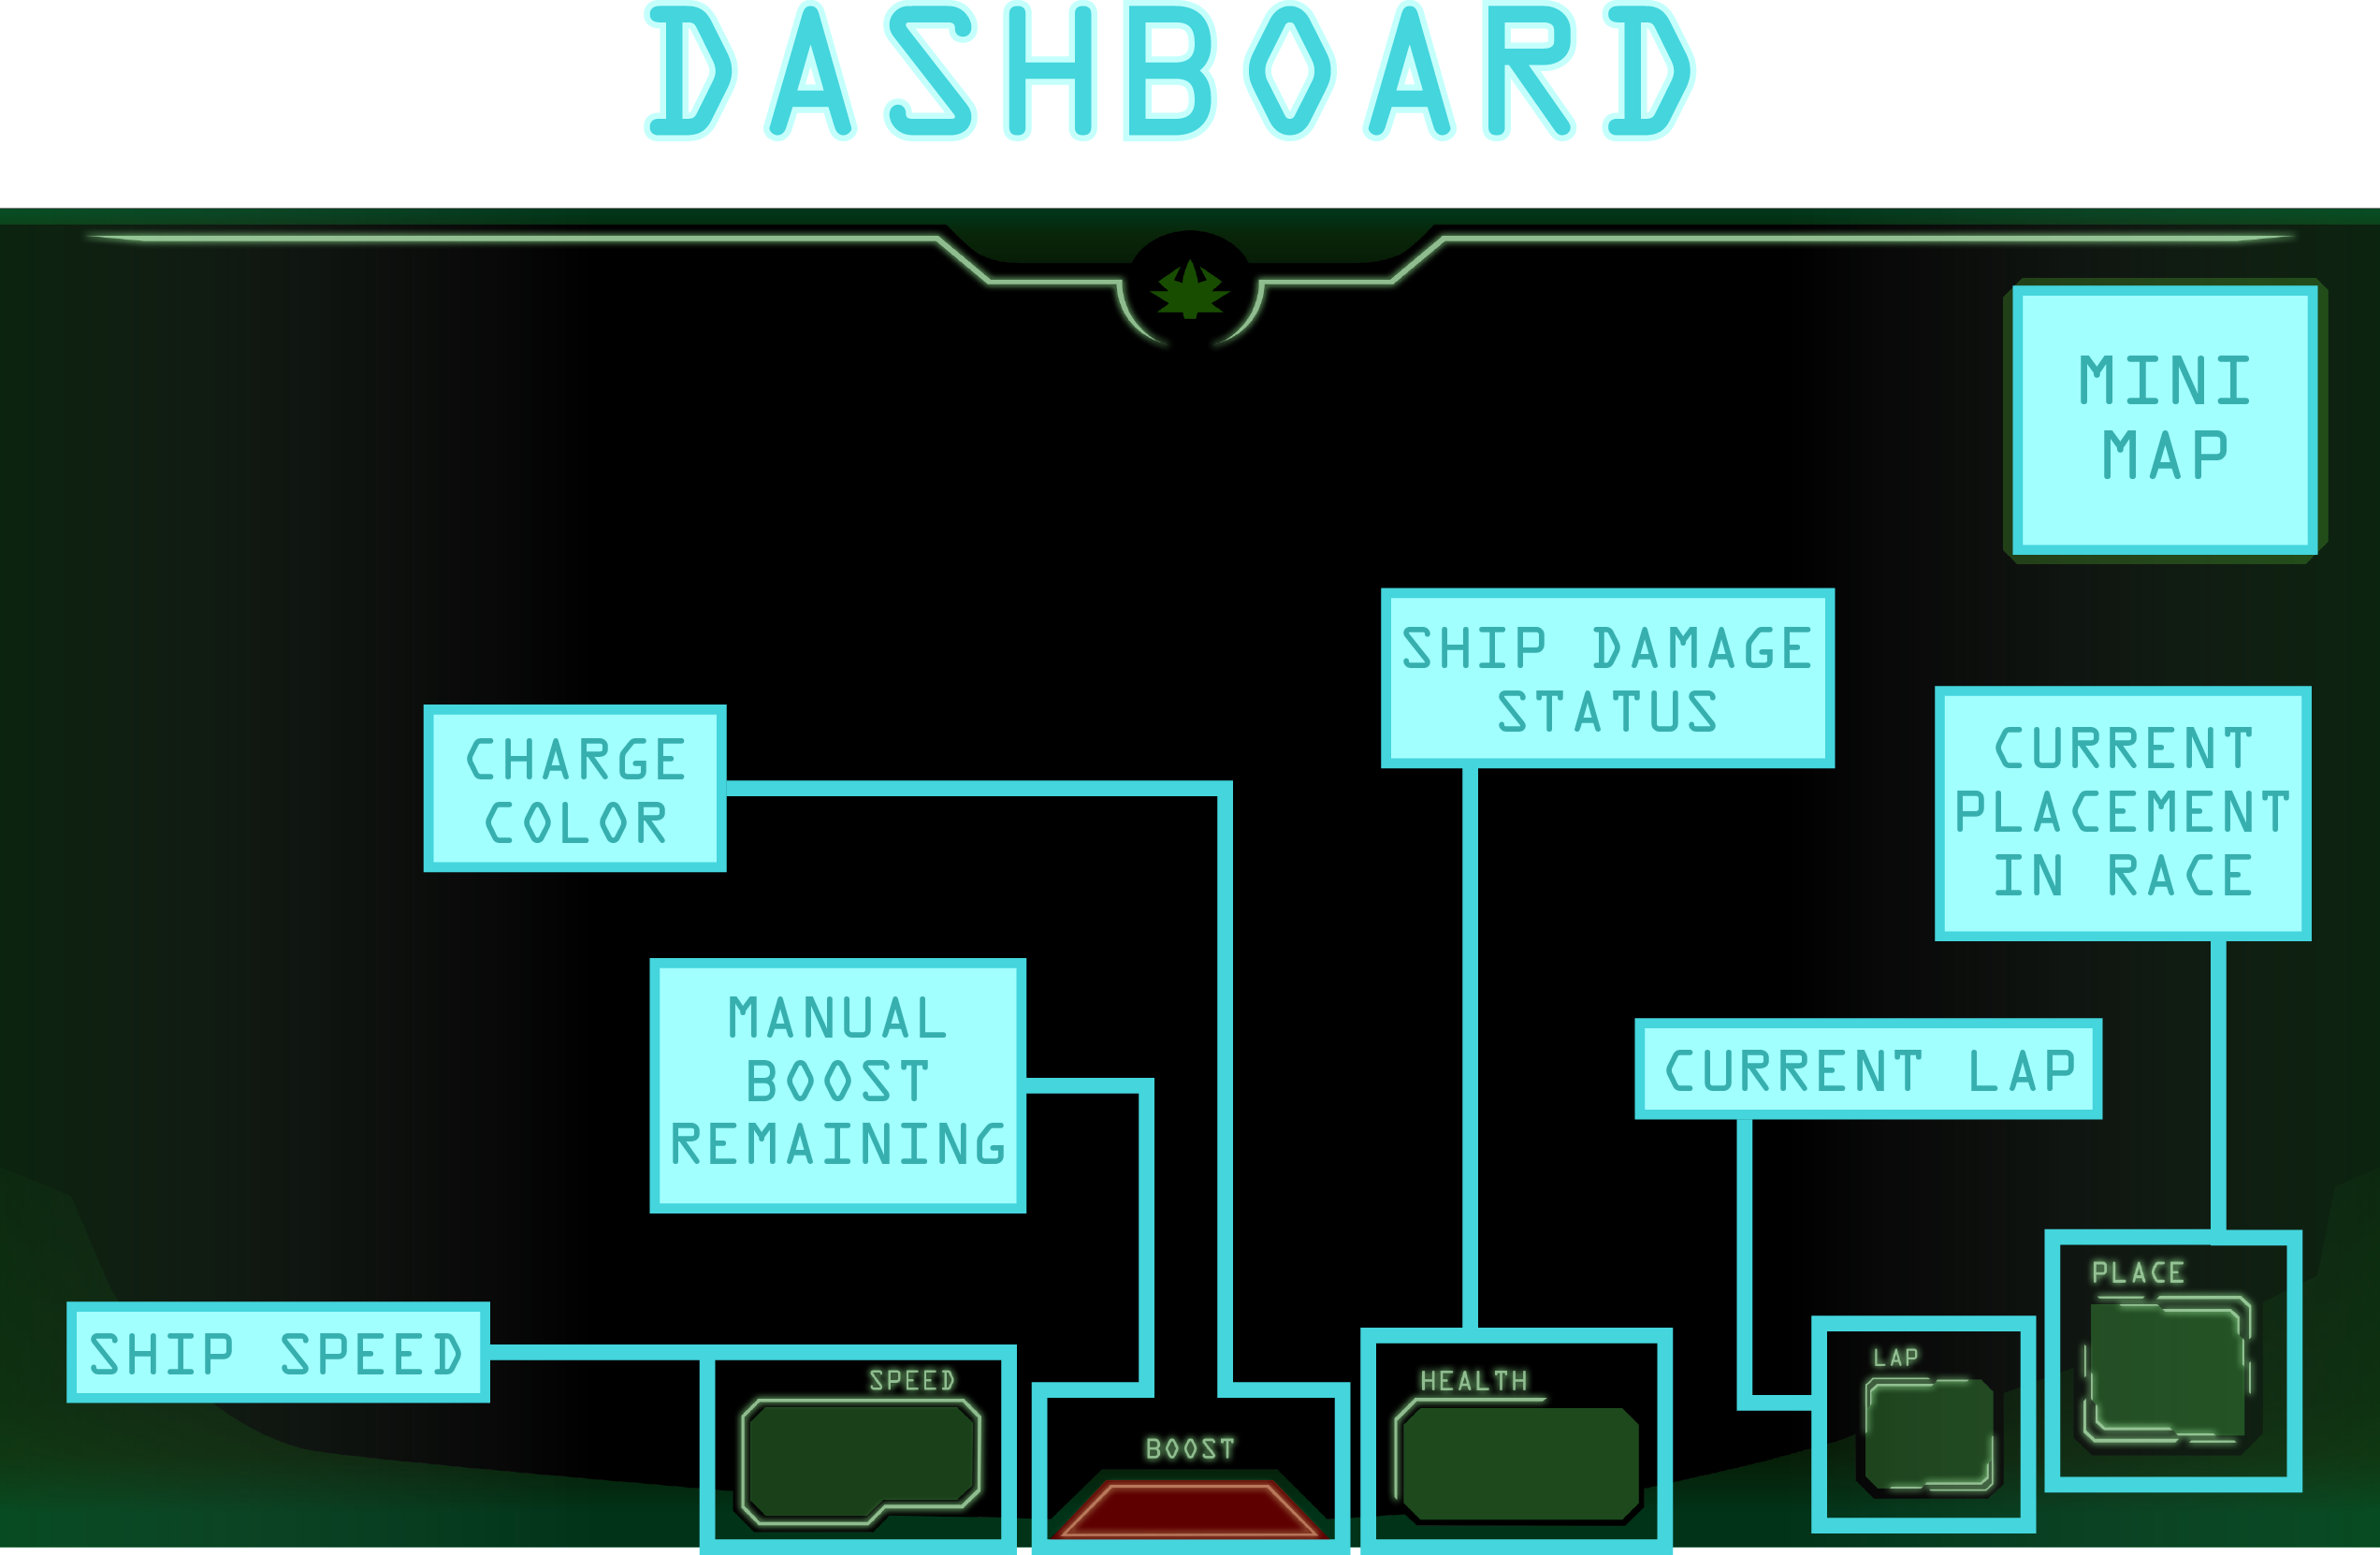 DASHBOARD
MINI
MAP
SHIP DAMAGE
STATUS
CHARGE
COLOR
CURRENT
PLACEMENT
IN RACE
MANUAL
BOOST
REMAINING
CURRENT LAP
SHIP SPEED
PLACE
LAP
SPEED
HEALTH
BOOST